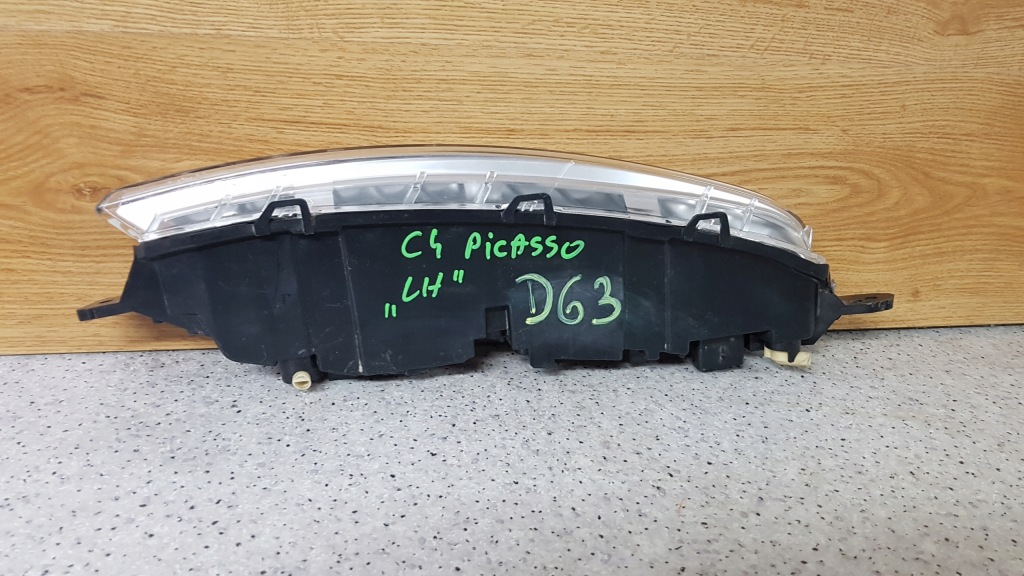 C4 PiCASSO
„LH"
D63